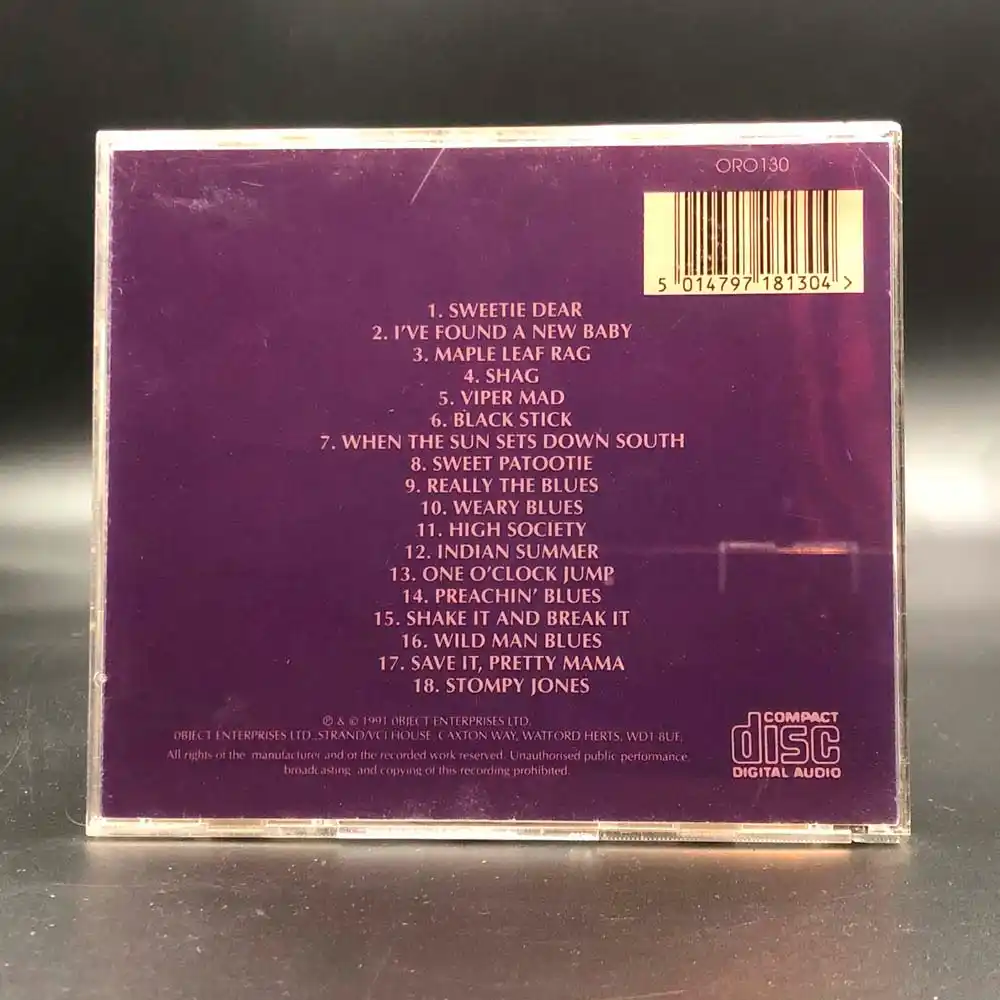 ORO130
5 014797 181304 >
1. SWEETIE DEAR
2. I'VE FOUND A NEW BABY
3. MAPLE LEAF RAG
4. SHAG
5. VIPER MAD
6. BLACK STICK
7. WHEN THE SUN SETS DOWN SOUTH
8. SWEET PATOOTIE
9. REALLY THE BLUES
10. WEARY BLUES
11. HIGH SOCIETY
12. INDIAN SUMMER
13. ONE O'CLOCK JUMP
14. PREACHIN' BLUES
15. SHAKE IT AND BREAK IT
16. WILD MAN BLUES
17. SAVE IT, PRETTY MAMA
18. STOMPY JONES
℗ & © 1991 OBJECT ENTERPRISES LTD.
OBJECT ENTERPRISES LTD., STRAND/VCI HOUSE, CAXTON WAY, WATFORD HERTS, WD1 8UF.
All rights of the manufacturer and of the recorded work reserved. Unauthorised public performance,
broadcasting and copying of this recording prohibited.
COMPACT
disc
DIGITAL AUDIO